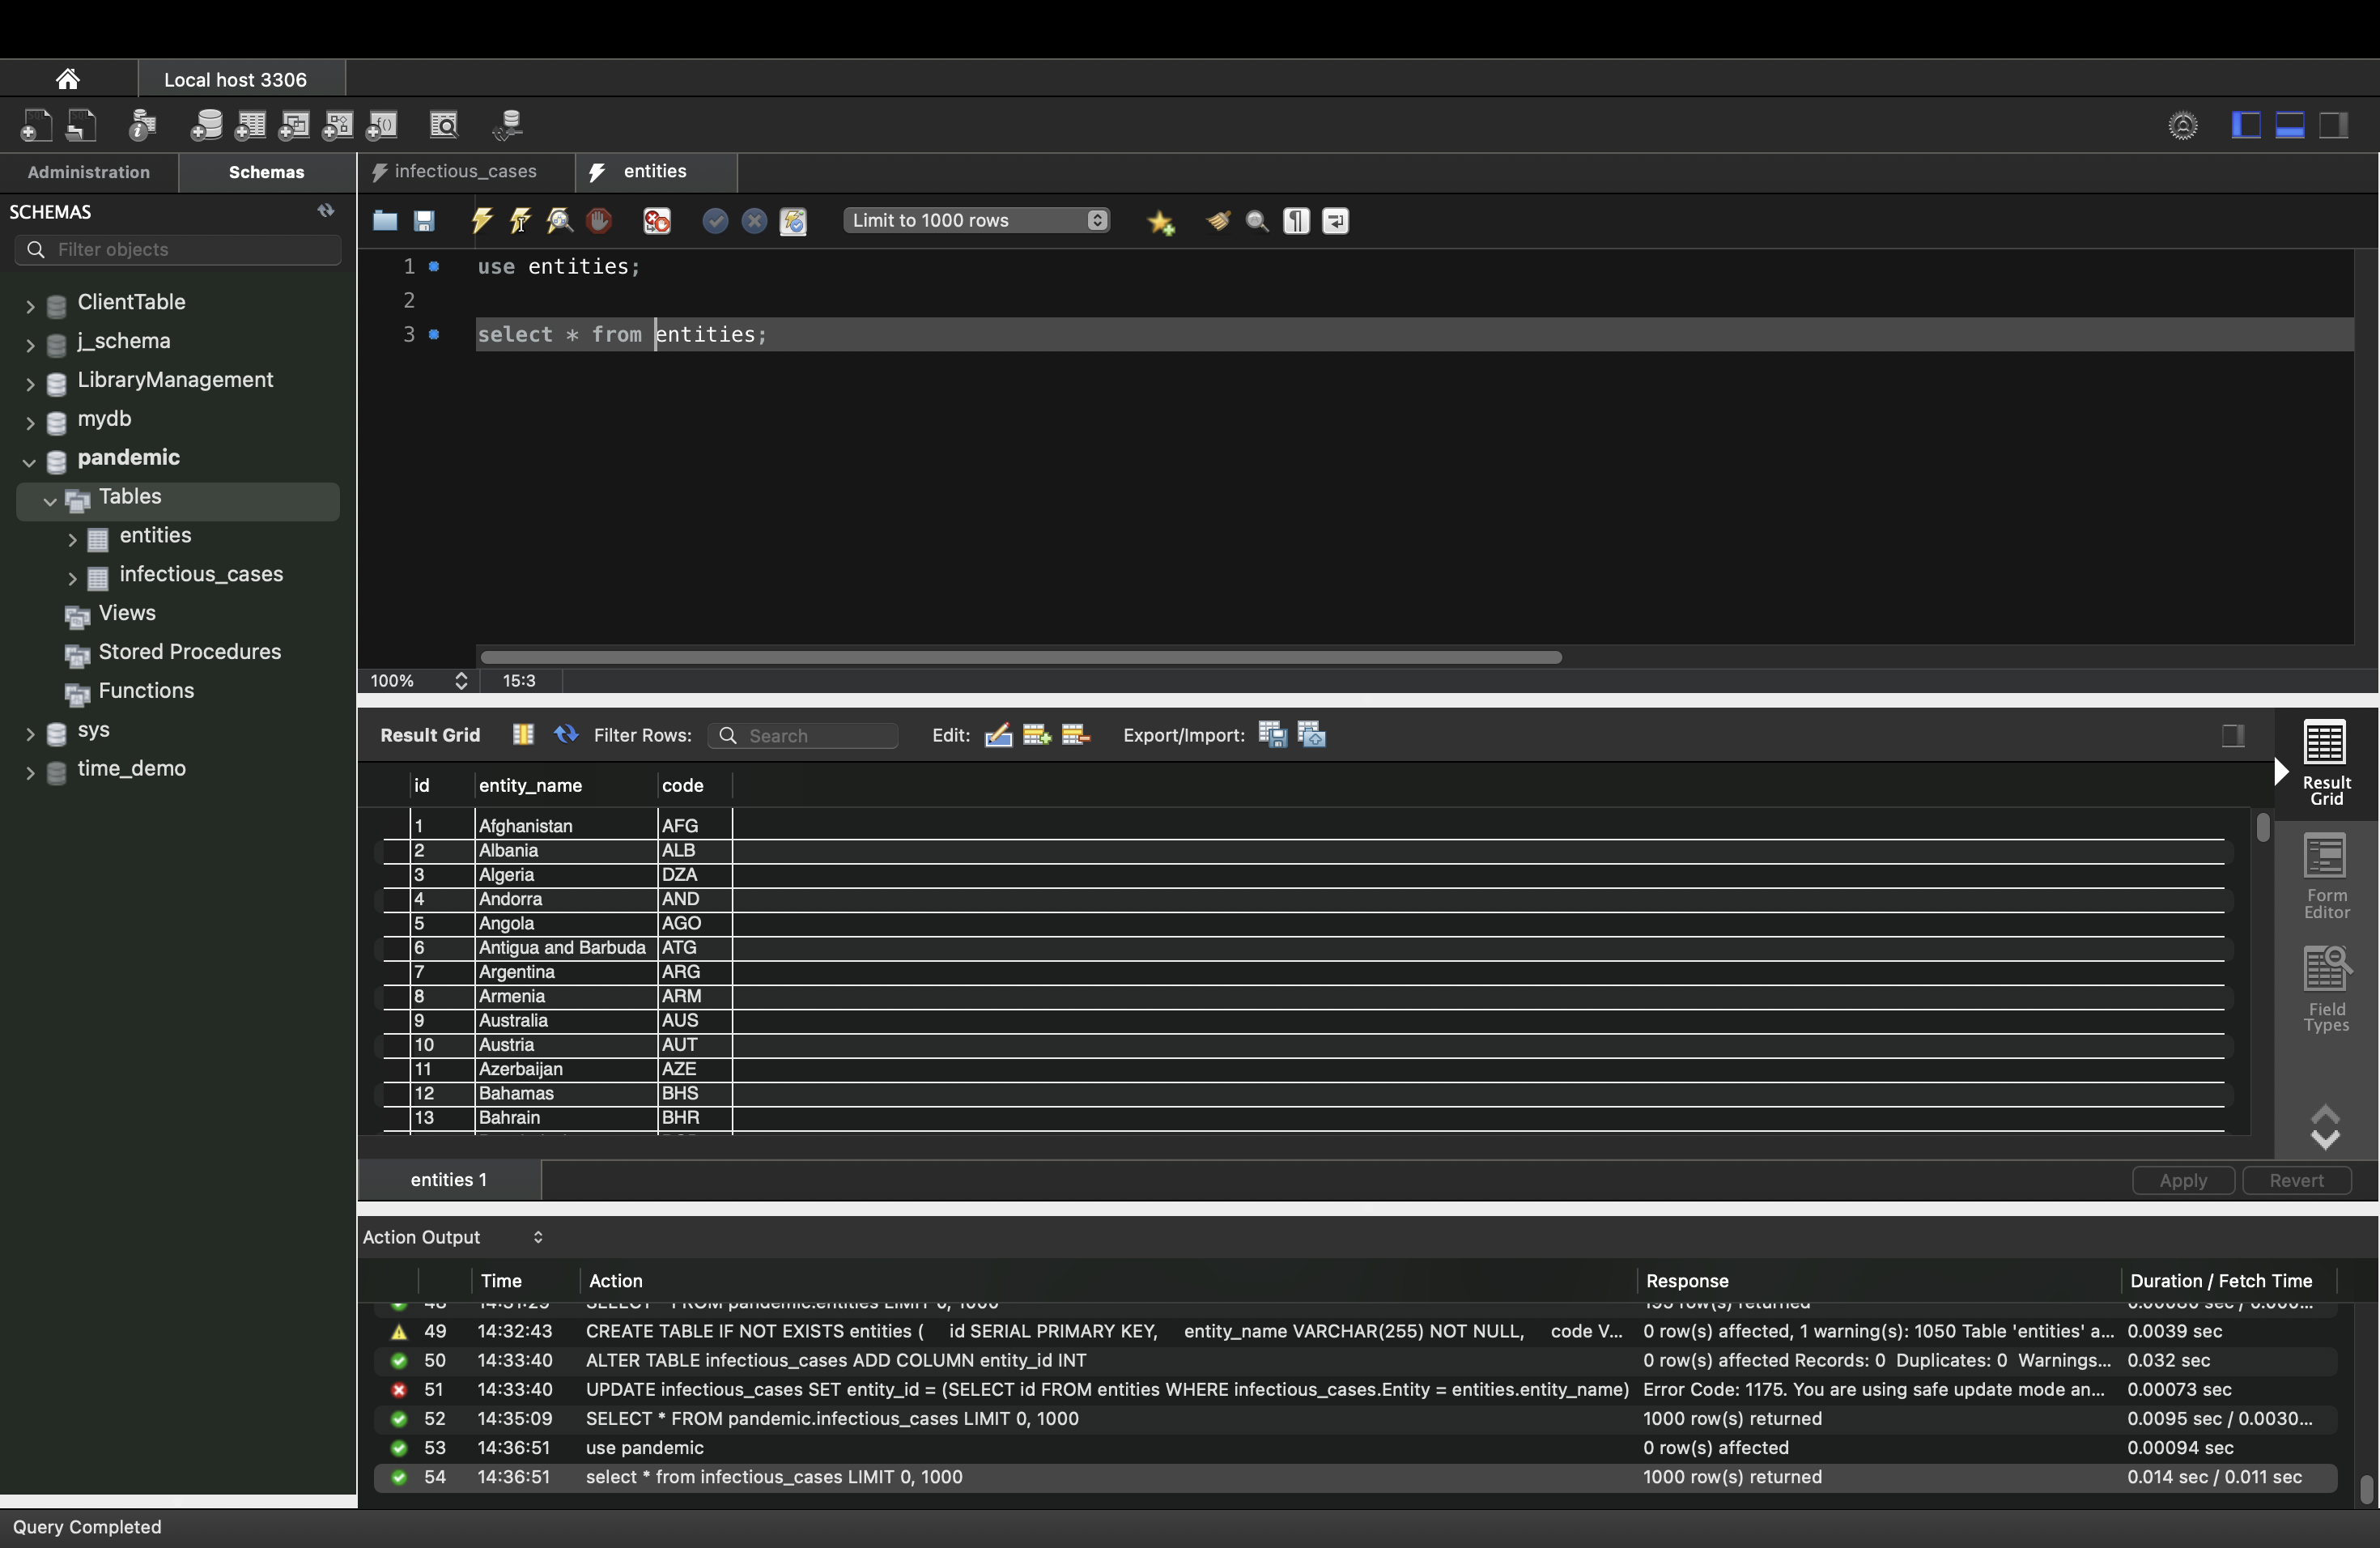 Local host 3306
Administration
Schemas
SCHEMAS
Filter objects
ClientTable
j_schema
LibraryManagement
mydb
pandemic
Tables
entities
infectious_cases
Views
Stored Procedures
Functions
sys
time_demo
infectious_cases
entities
Limit to 1000 rows
1 use entities;
2
3 select * from entities;
100% 15:3
Result Grid Filter Rows: Search Edit: Export/Import:
id entity_name code
1 Afghanistan AFG
2 Albania ALB
3 Algeria DZA
4 Andorra AND
5 Angola AGO
6 Antigua and Barbuda ATG
7 Argentina ARG
8 Armenia ARM
9 Australia AUS
10 Austria AUT
11 Azerbaijan AZE
12 Bahamas BHS
13 Bahrain BHR
Result
Grid
Form
Editor
Field
Types
entities 1
Apply Revert
Action Output
Time Action Response Duration / Fetch Time
49 14:32:43 CREATE TABLE IF NOT EXISTS entities ( id SERIAL PRIMARY KEY, entity_name VARCHAR(255) NOT NULL, code V... 0 row(s) affected, 1 warning(s): 1050 Table 'entities' a... 0.0039 sec
50 14:33:40 ALTER TABLE infectious_cases ADD COLUMN entity_id INT 0 row(s) affected Records: 0 Duplicates: 0 Warnings... 0.032 sec
51 14:33:40 UPDATE infectious_cases SET entity_id = (SELECT id FROM entities WHERE infectious_cases.Entity = entities.entity_name) Error Code: 1175. You are using safe update mode an... 0.00073 sec
52 14:35:09 SELECT * FROM pandemic.infectious_cases LIMIT 0, 1000 1000 row(s) returned 0.0095 sec / 0.0030...
53 14:36:51 use pandemic 0 row(s) affected 0.00094 sec
54 14:36:51 select * from infectious_cases LIMIT 0, 1000 1000 row(s) returned 0.014 sec / 0.011 sec
Query Completed